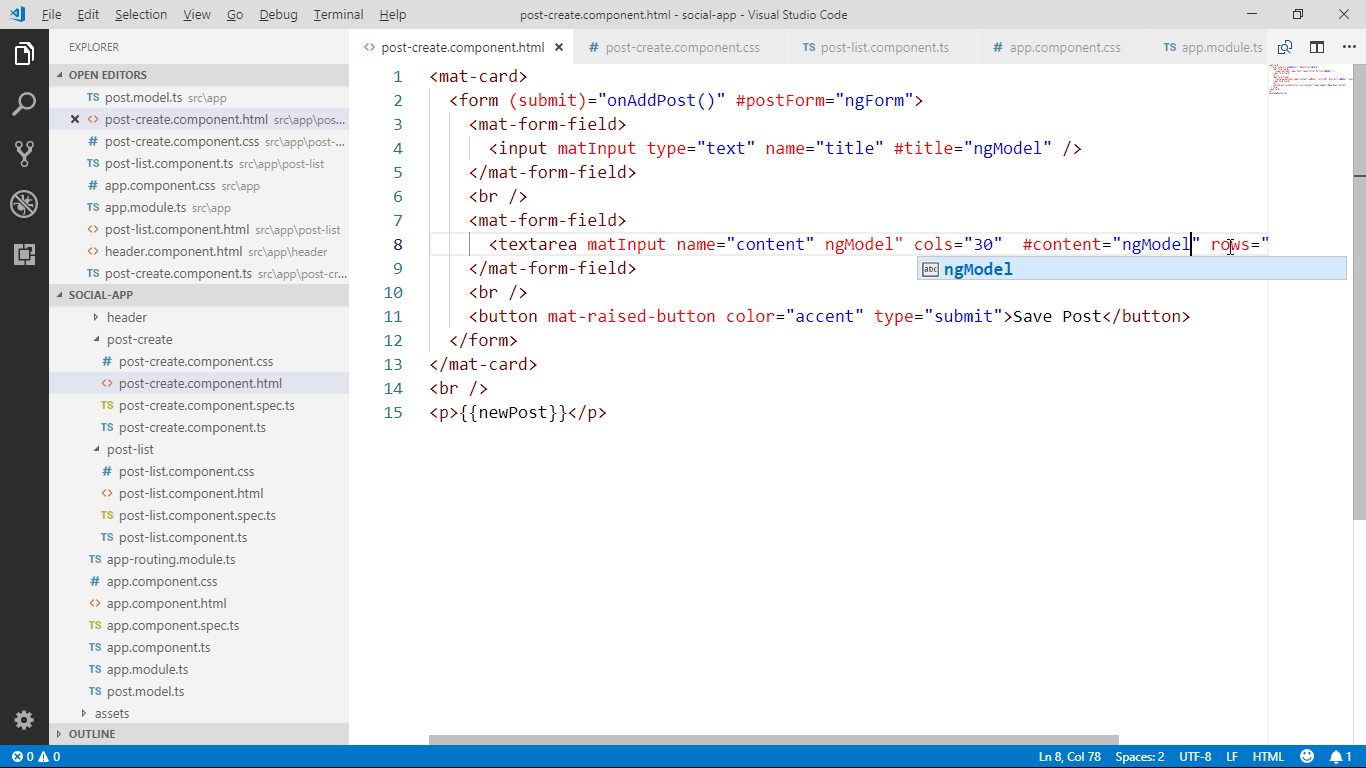 File Edit Selection View Go Debug Terminal Help
post-create.component.html - social-app - Visual Studio Code
EXPLORER
OPEN EDITORS
TS post.model.ts src\app
<> post-create.component.html src\app\pos...
# post-create.component.css src\app\post-...
TS post-list.component.ts src\app\post-list
# app.component.css src\app
TS app.module.ts src\app
<> post-list.component.html src\app\post-list
<> header.component.html src\app\header
TS post-create.component.ts src\app\post-cr...
SOCIAL-APP
header
post-create
# post-create.component.css
<> post-create.component.html
TS post-create.component.spec.ts
TS post-create.component.ts
post-list
# post-list.component.css
<> post-list.component.html
TS post-list.component.spec.ts
TS post-list.component.ts
TS app-routing.module.ts
# app.component.css
<> app.component.html
TS app.component.spec.ts
TS app.component.ts
TS app.module.ts
TS post.model.ts
assets
OUTLINE
<> post-create.component.html # post-create.component.css TS post-list.component.ts # app.component.css TS app.module.ts
1 <mat-card>
2 <form (submit)="onAddPost()" #postForm="ngForm">
3 <mat-form-field>
4 <input matInput type="text" name="title" #title="ngModel" />
5 </mat-form-field>
6 <br />
7 <mat-form-field>
8 <textarea matInput name="content" ngModel" cols="30"  #content="ngModel" rows="
abc ngModel
9 </mat-form-field>
10 <br />
11 <button mat-raised-button color="accent" type="submit">Save Post</button>
12 </form>
13 </mat-card>
14 <br />
15 <p>{{newPost}}</p>
0 0
Ln 8, Col 78 Spaces: 2 UTF-8 LF HTML 1